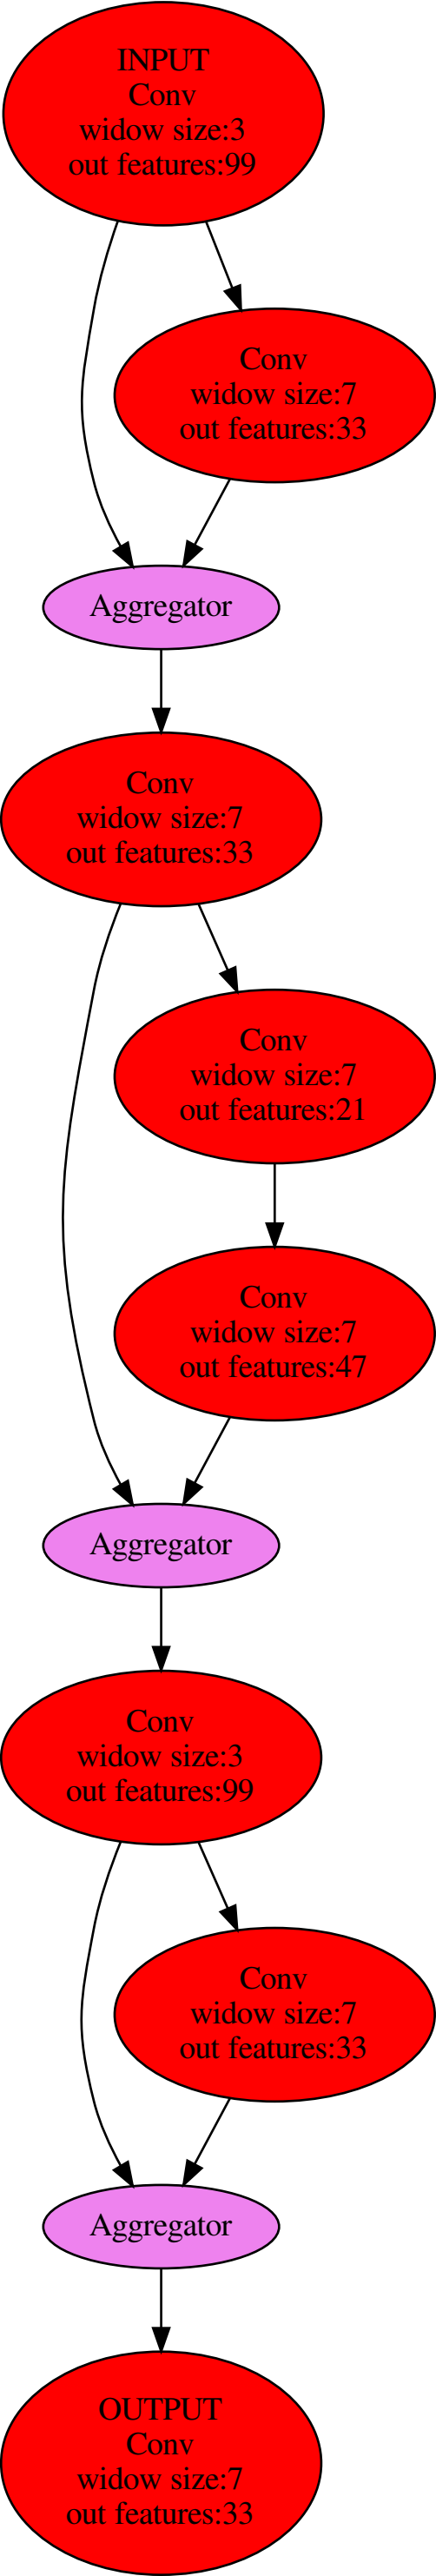 INPUT
Conv
widow size:3
out features:99
Conv
widow size:7
out features:33
Aggregator
Conv
widow size:7
out features:33
Conv
widow size:7
out features:21
Conv
widow size:7
out features:47
Aggregator
Conv
widow size:3
out features:99
Conv
widow size:7
out features:33
Aggregator
OUTPUT
Conv
widow size:7
out features:33